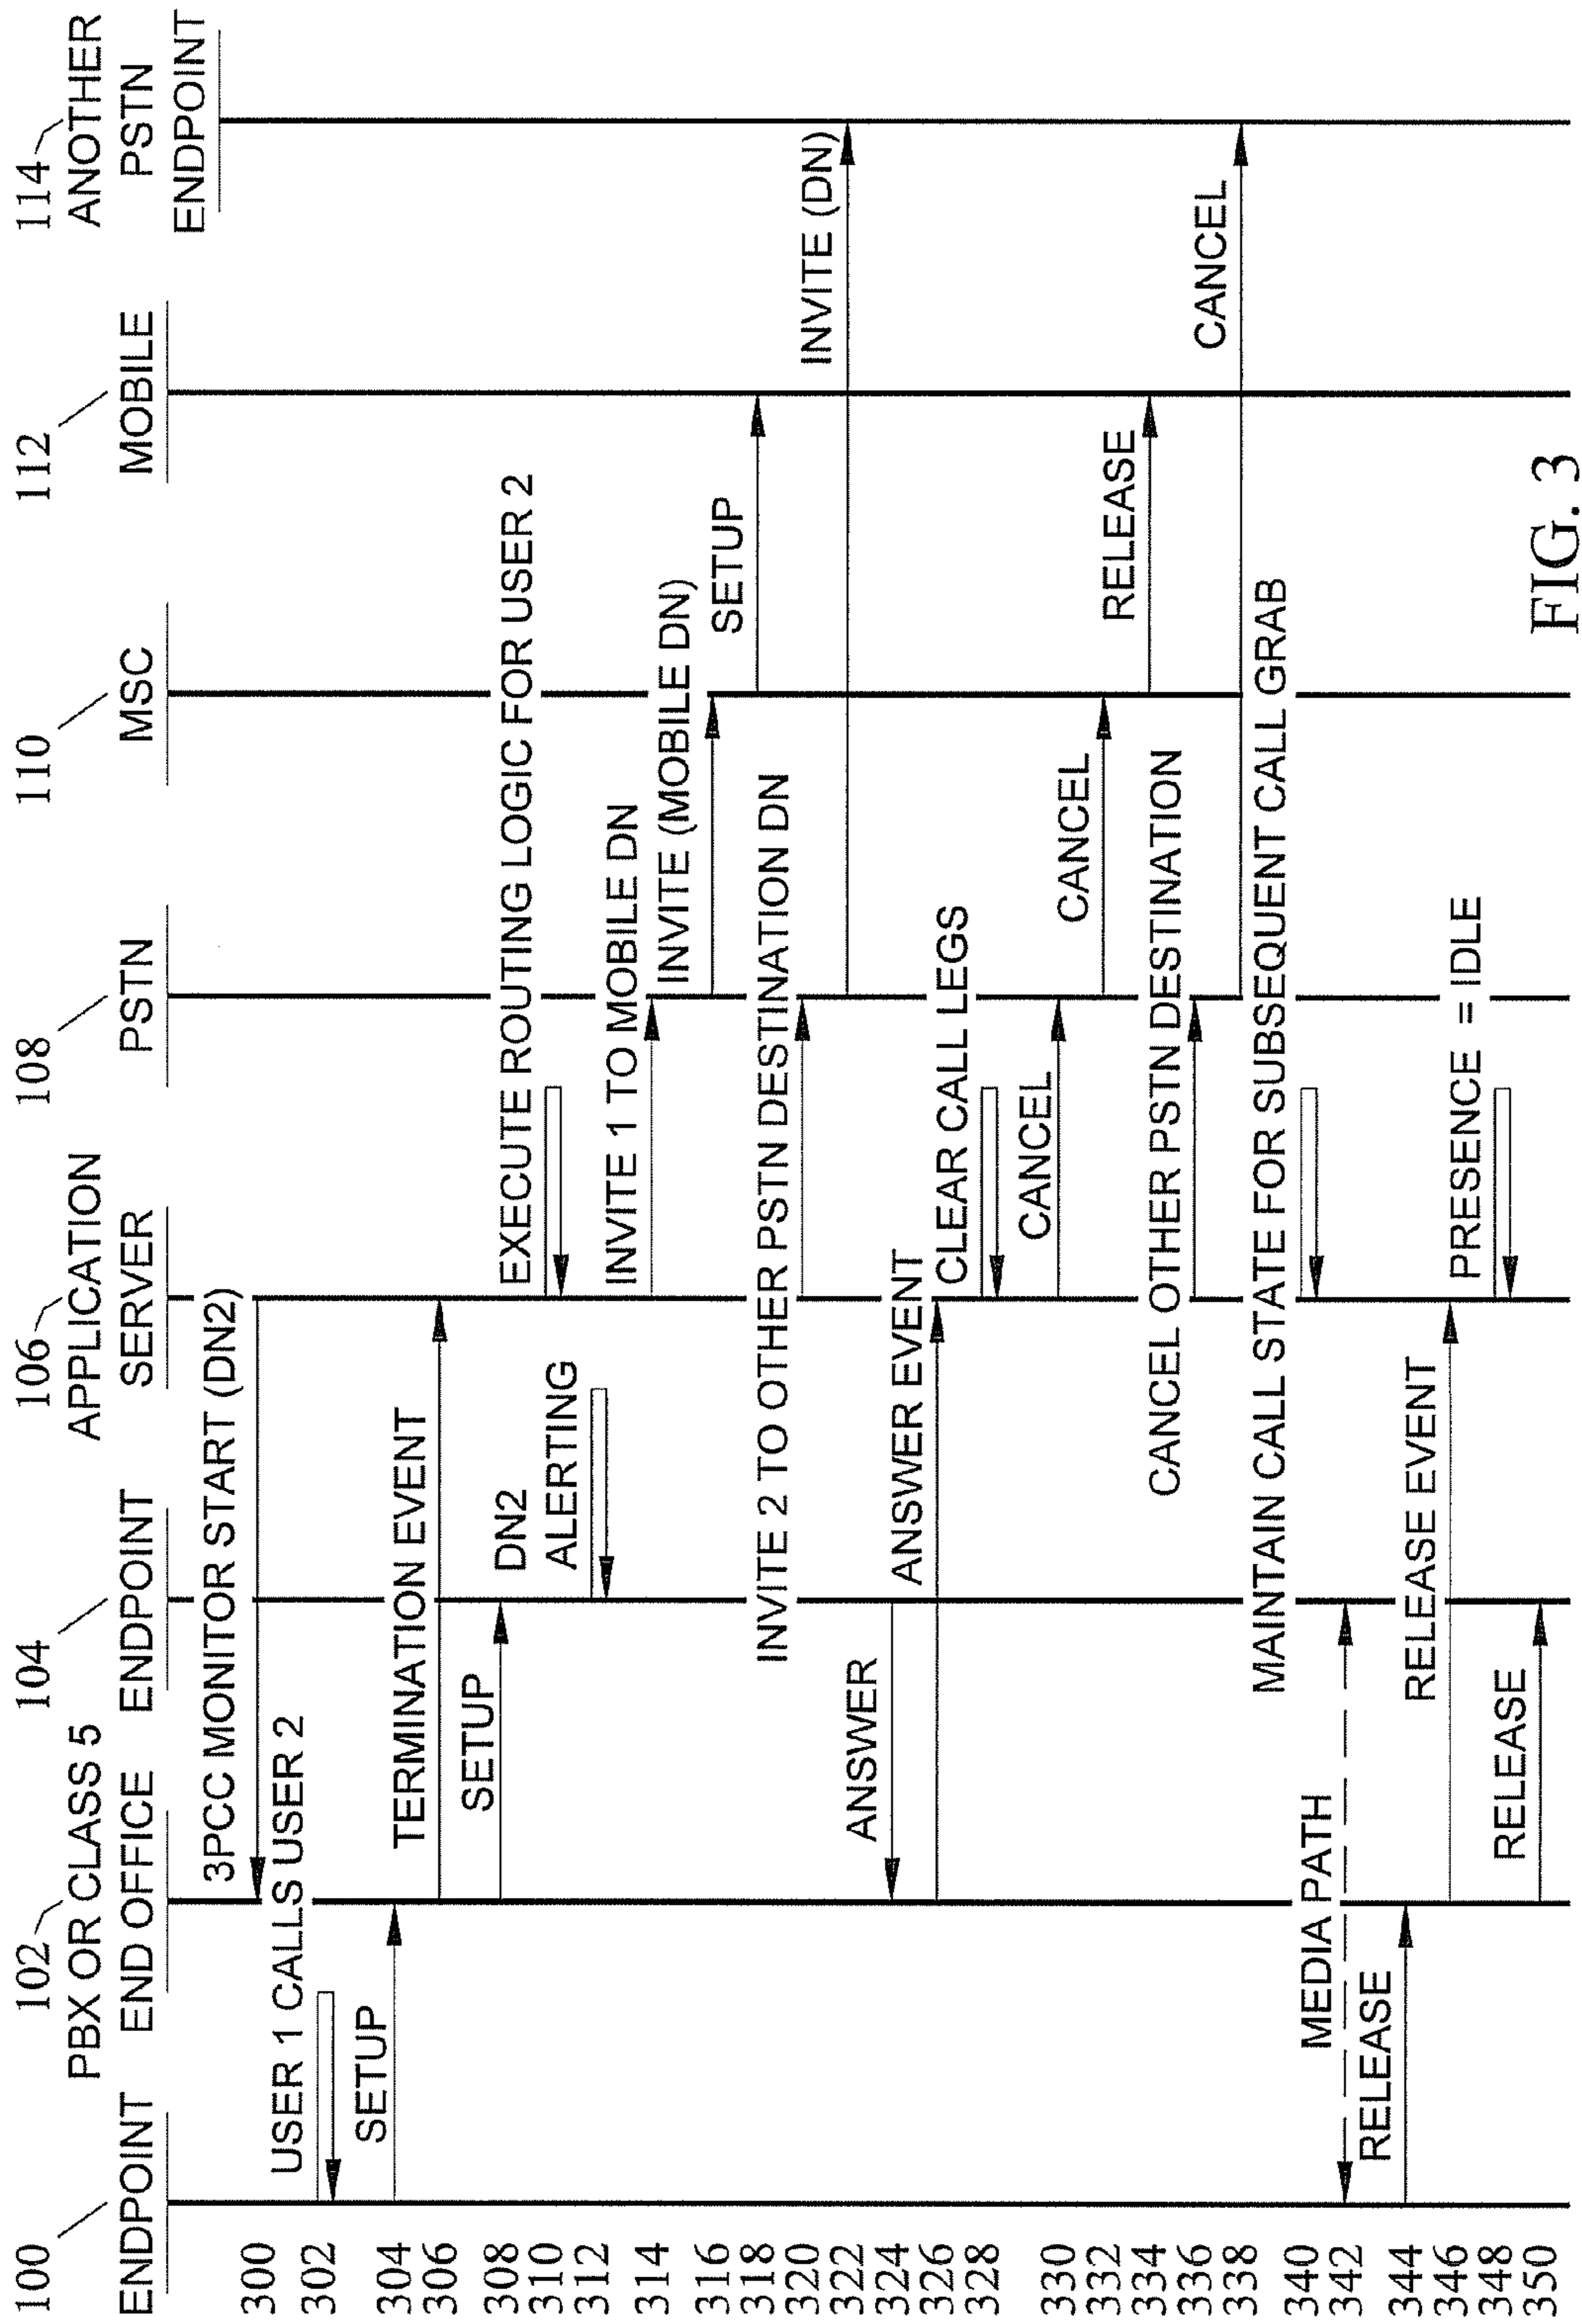 100
ENDPOINT
102
PBX OR CLASS 5
END OFFICE
104
ENDPOINT
106
APPLICATION
SERVER
108
PSTN
110
MSC
112
MOBILE
114
ANOTHER
PSTN
ENDPOINT
300
3PCC MONITOR START (DN2)
302
USER 1 CALLS USER 2
304
SETUP
306
TERMINATION EVENT
308
SETUP
310
EXECUTE ROUTING LOGIC FOR USER 2
312
DN2
ALERTING
314
INVITE 1 TO MOBILE DN
316
INVITE (MOBILE DN)
318
SETUP
320
INVITE 2 TO OTHER PSTN DESTINATION DN
322
INVITE (DN)
324
ANSWER
326
ANSWER EVENT
328
CLEAR CALL LEGS
330
CANCEL
332
CANCEL
334
RELEASE
336
CANCEL OTHER PSTN DESTINATION
338
CANCEL
340
MAINTAIN CALL STATE FOR SUBSEQUENT CALL GRAB
342
MEDIA PATH
344
RELEASE
346
RELEASE EVENT
348
PRESENCE = IDLE
350
RELEASE
FIG. 3